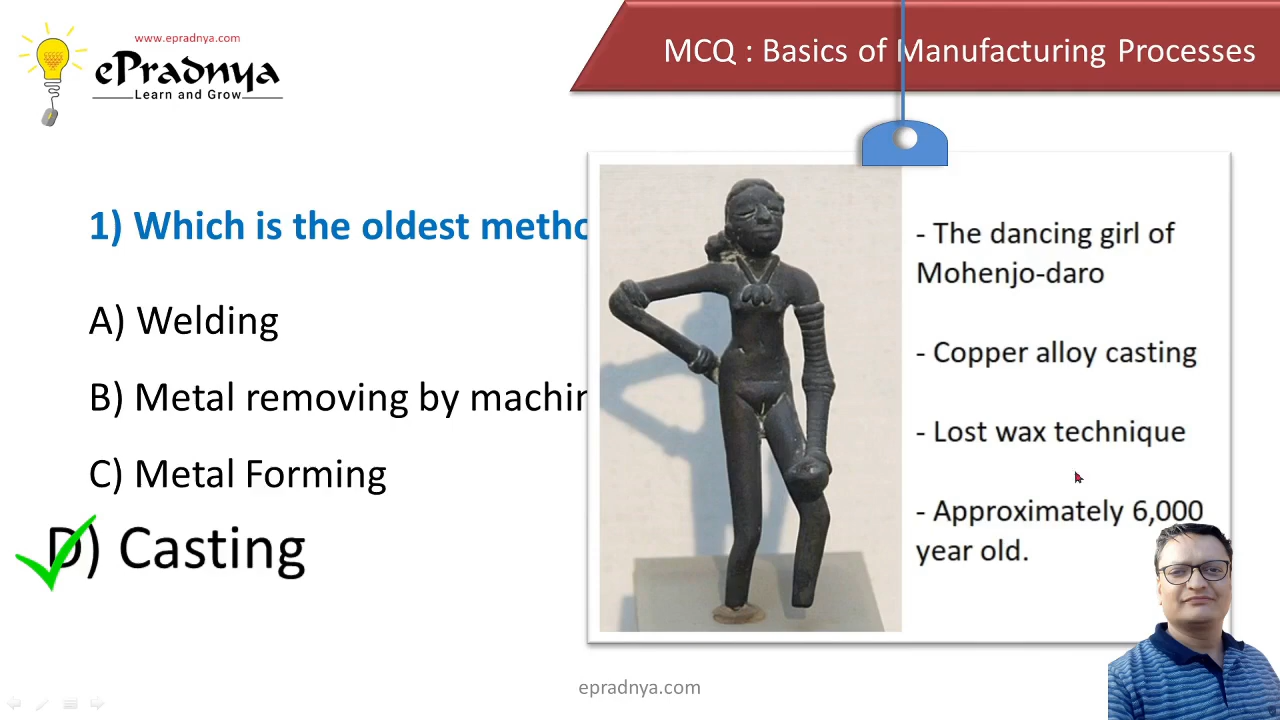 www.epradnya.com
ePradnya
Learn and Grow
MCQ : Basics of Manufacturing Processes
1) Which is the oldest metho
A) Welding
B) Metal removing by machin
C) Metal Forming
D) Casting
- The dancing girl of
Mohenjo-daro
- Copper alloy casting
- Lost wax technique
- Approximately 6,000
year old.
epradnya.com